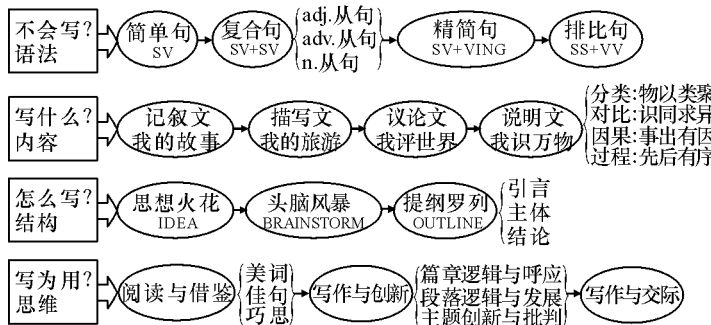 不会写?
语法
简单句
SV
复合句
SV+SV
adj.从句
adv.从句
n.从句
精简句
SV+VING
排比句
SS+VV
写什么?
内容
记叙文
我的故事
描写文
我的旅游
议论文
我评世界
说明文
我识万物
分类:物以类聚
对比:识同求异
因果:事出有因
过程:先后有序
怎么写?
结构
思想火花
IDEA
头脑风暴
BRAINSTORM
提纲罗列
OUTLINE
引言
主体
结论
写为用?
思维
阅读与借鉴
美词
佳句
巧思
写作与创新
篇章逻辑与呼应
段落逻辑与发展
主题创新与批判
写作与交际